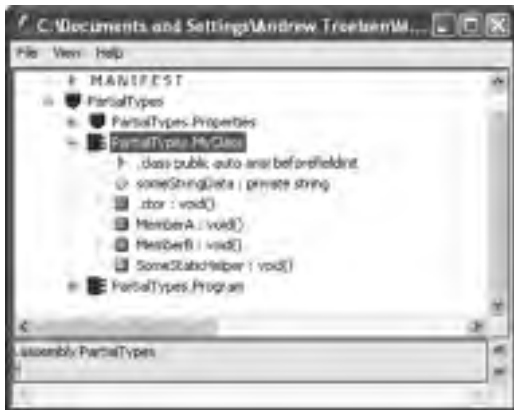 C:\Documents and Settings\Andrew Troelsen\M...
File View Help
MANIFEST
PartialTypes
PartialTypes.Properties
PartialTypes.MyClass
.class public auto ansi beforefieldinit
someStringData : private string
.ctor : void()
MemberA : void()
MemberB : void()
SomeStaticHelper : void()
PartialTypes.Program
.assembly PartialTypes
{